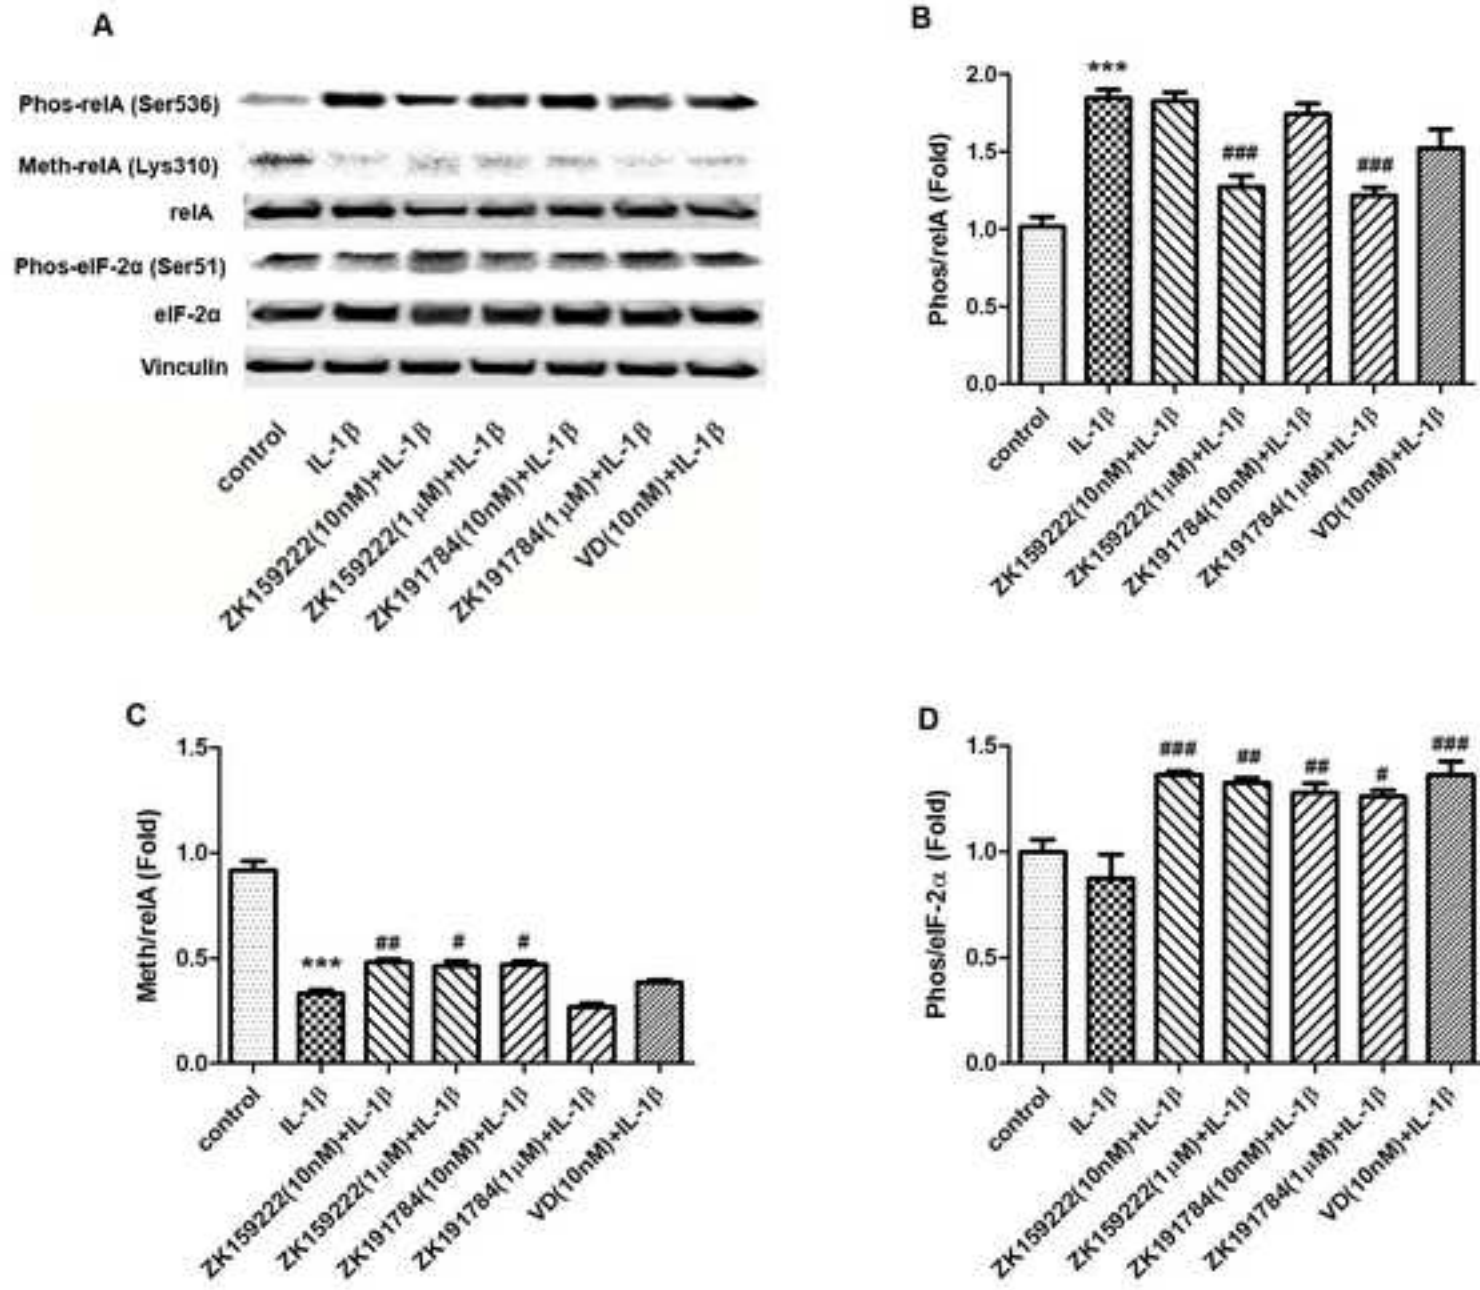 A
Phos-relA (Ser536)
Meth-relA (Lys310)
relA
Phos-eIF-2α (Ser51)
eIF-2α
Vinculin
control
IL-1β
ZK159222(10nM)+IL-1β
ZK159222(1μM)+IL-1β
ZK191784(10nM)+IL-1β
ZK191784(1μM)+IL-1β
VD(10nM)+IL-1β
B
Phos/relA (Fold)
2.0
1.5
1.0
0.5
0.0
***
###
###
control
IL-1β
ZK159222(10nM)+IL-1β
ZK159222(1μM)+IL-1β
ZK191784(10nM)+IL-1β
ZK191784(1μM)+IL-1β
VD(10nM)+IL-1β
C
Meth/relA (Fold)
1.5
1.0
0.5
0.0
***
##
#
#
control
IL-1β
ZK159222(10nM)+IL-1β
ZK159222(1μM)+IL-1β
ZK191784(10nM)+IL-1β
ZK191784(1μM)+IL-1β
VD(10nM)+IL-1β
D
Phos/eIF-2α (Fold)
1.5
1.0
0.5
0.0
###
##
##
#
###
control
IL-1β
ZK159222(10nM)+IL-1β
ZK159222(1μM)+IL-1β
ZK191784(10nM)+IL-1β
ZK191784(1μM)+IL-1β
VD(10nM)+IL-1β